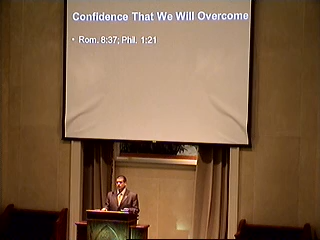 Confidence That We Will Overcome
• Rom. 8:37; Phil. 1:21